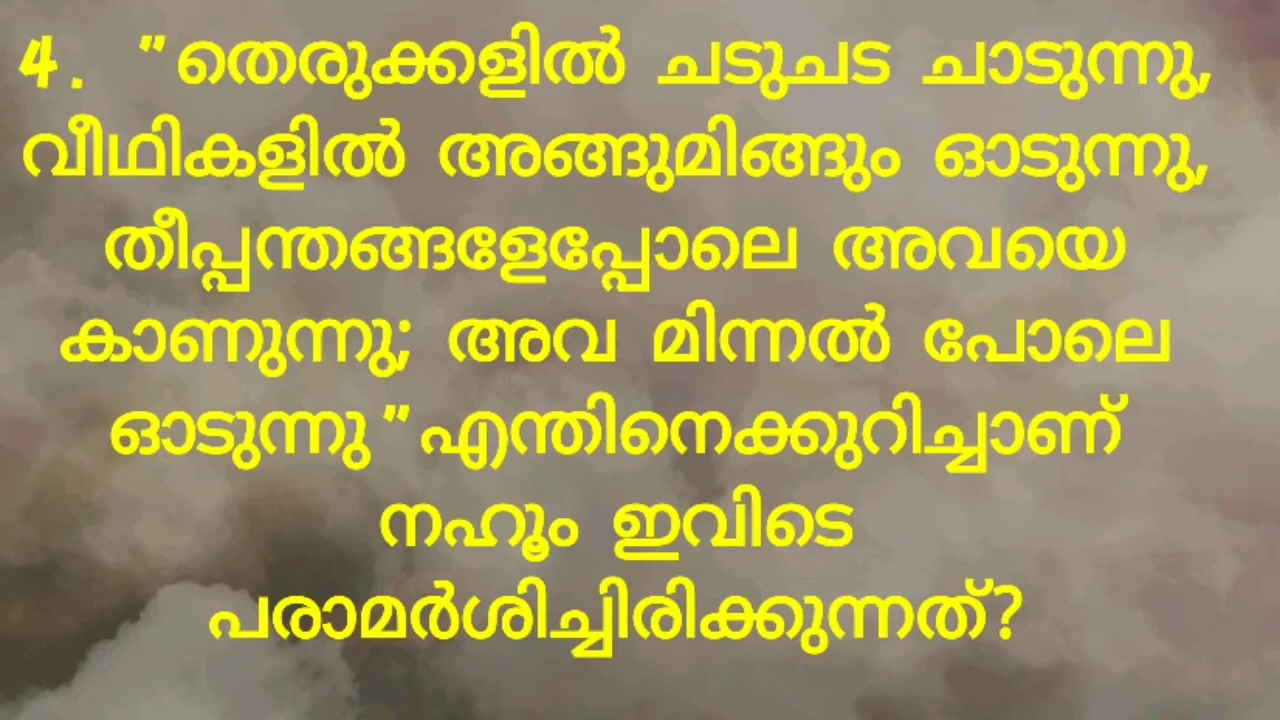 4. "തെരുക്കളിൽ ചടുചട ചാടുന്നു,
വീഥികളിൽ അങ്ങുമിങ്ങും ഓടുന്നു,
തീപ്പന്തങ്ങളേപ്പോലെ അവയെ
കാണുന്നു; അവ മിന്നൽ പോലെ
ഓടുന്നു" എന്തിനെക്കുറിച്ചാണ്
നഹൂം ഇവിടെ
പരാമർശിച്ചിരിക്കുന്നത്?